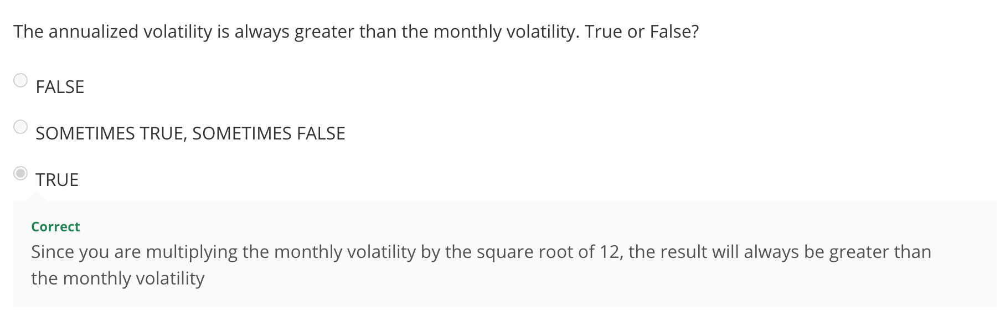 The annualized volatility is always greater than the monthly volatility. True or False?
FALSE
SOMETIMES TRUE, SOMETIMES FALSE
TRUE
Correct
Since you are multiplying the monthly volatility by the square root of 12, the result will always be greater than
the monthly volatility